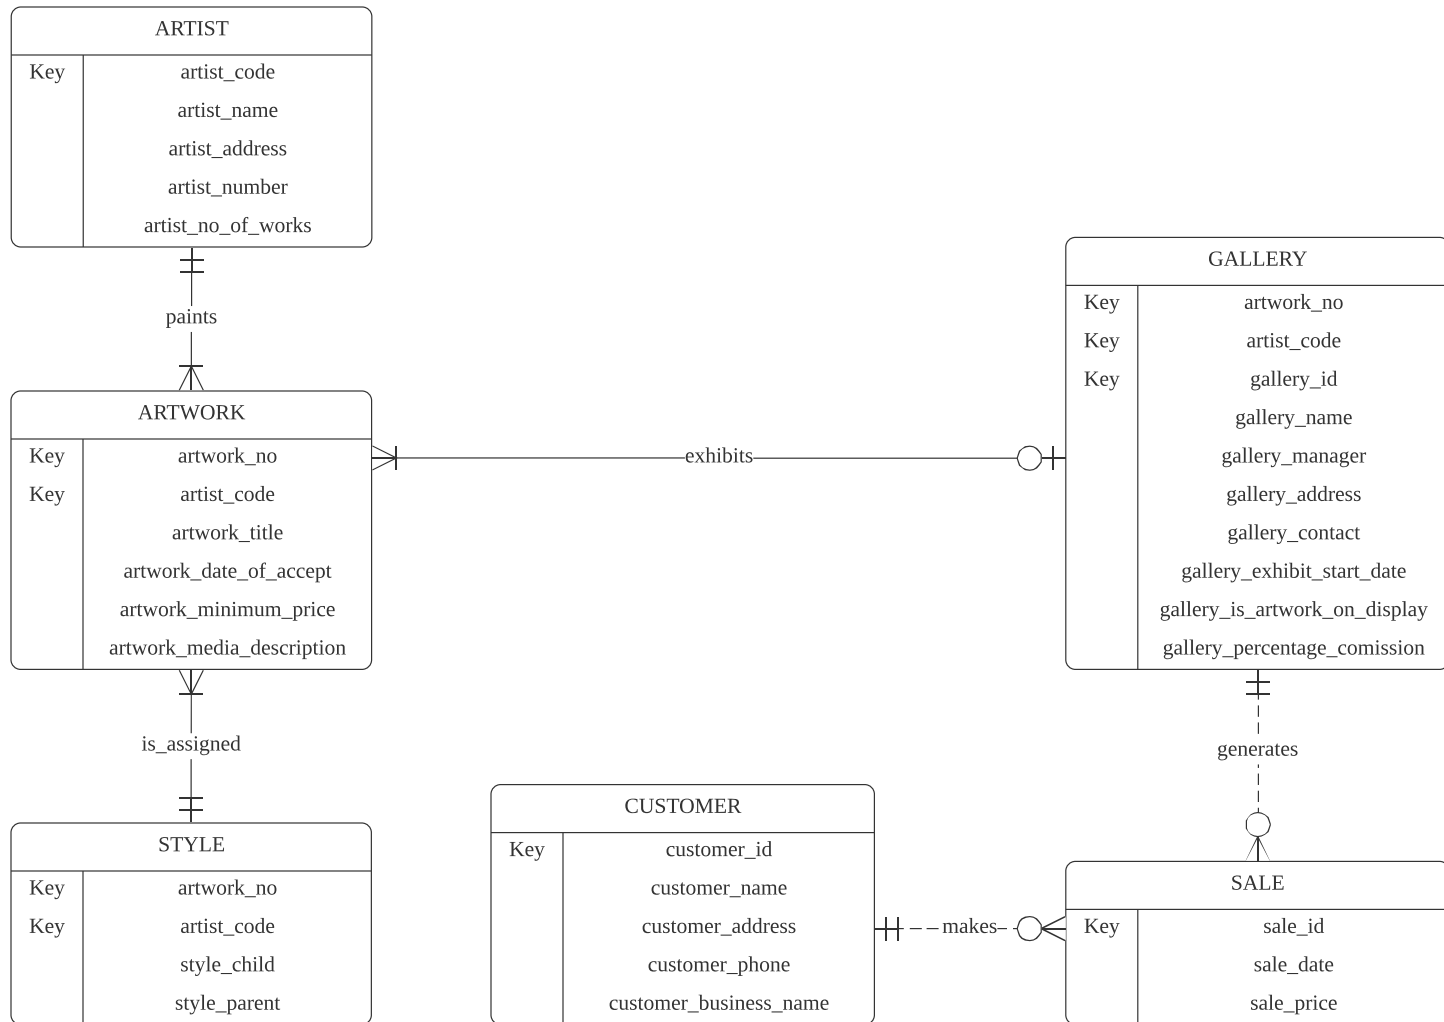 ARTIST
Key artist_code
artist_name
artist_address
artist_number
artist_no_of_works
paints
ARTWORK
Key artwork_no
Key artist_code
artwork_title
artwork_date_of_accept
artwork_minimum_price
artwork_media_description
exhibits
GALLERY
Key artwork_no
Key artist_code
Key gallery_id
gallery_name
gallery_manager
gallery_address
gallery_contact
gallery_exhibit_start_date
gallery_is_artwork_on_display
gallery_percentage_comission
is_assigned
generates
STYLE
Key artwork_no
Key artist_code
style_child
style_parent
CUSTOMER
Key customer_id
customer_name
customer_address
customer_phone
customer_business_name
makes
SALE
Key sale_id
sale_date
sale_price